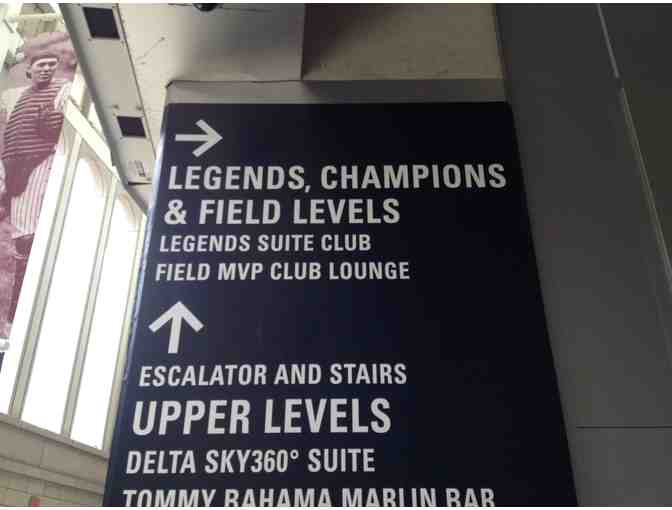 LEGENDS, CHAMPIONS
& FIELD LEVELS
LEGENDS SUITE CLUB
FIELD MVP CLUB LOUNGE
ESCALATOR AND STAIRS
UPPER LEVELS
DELTA SKY360° SUITE
TOMMY BAHAMA MARLIN BAR